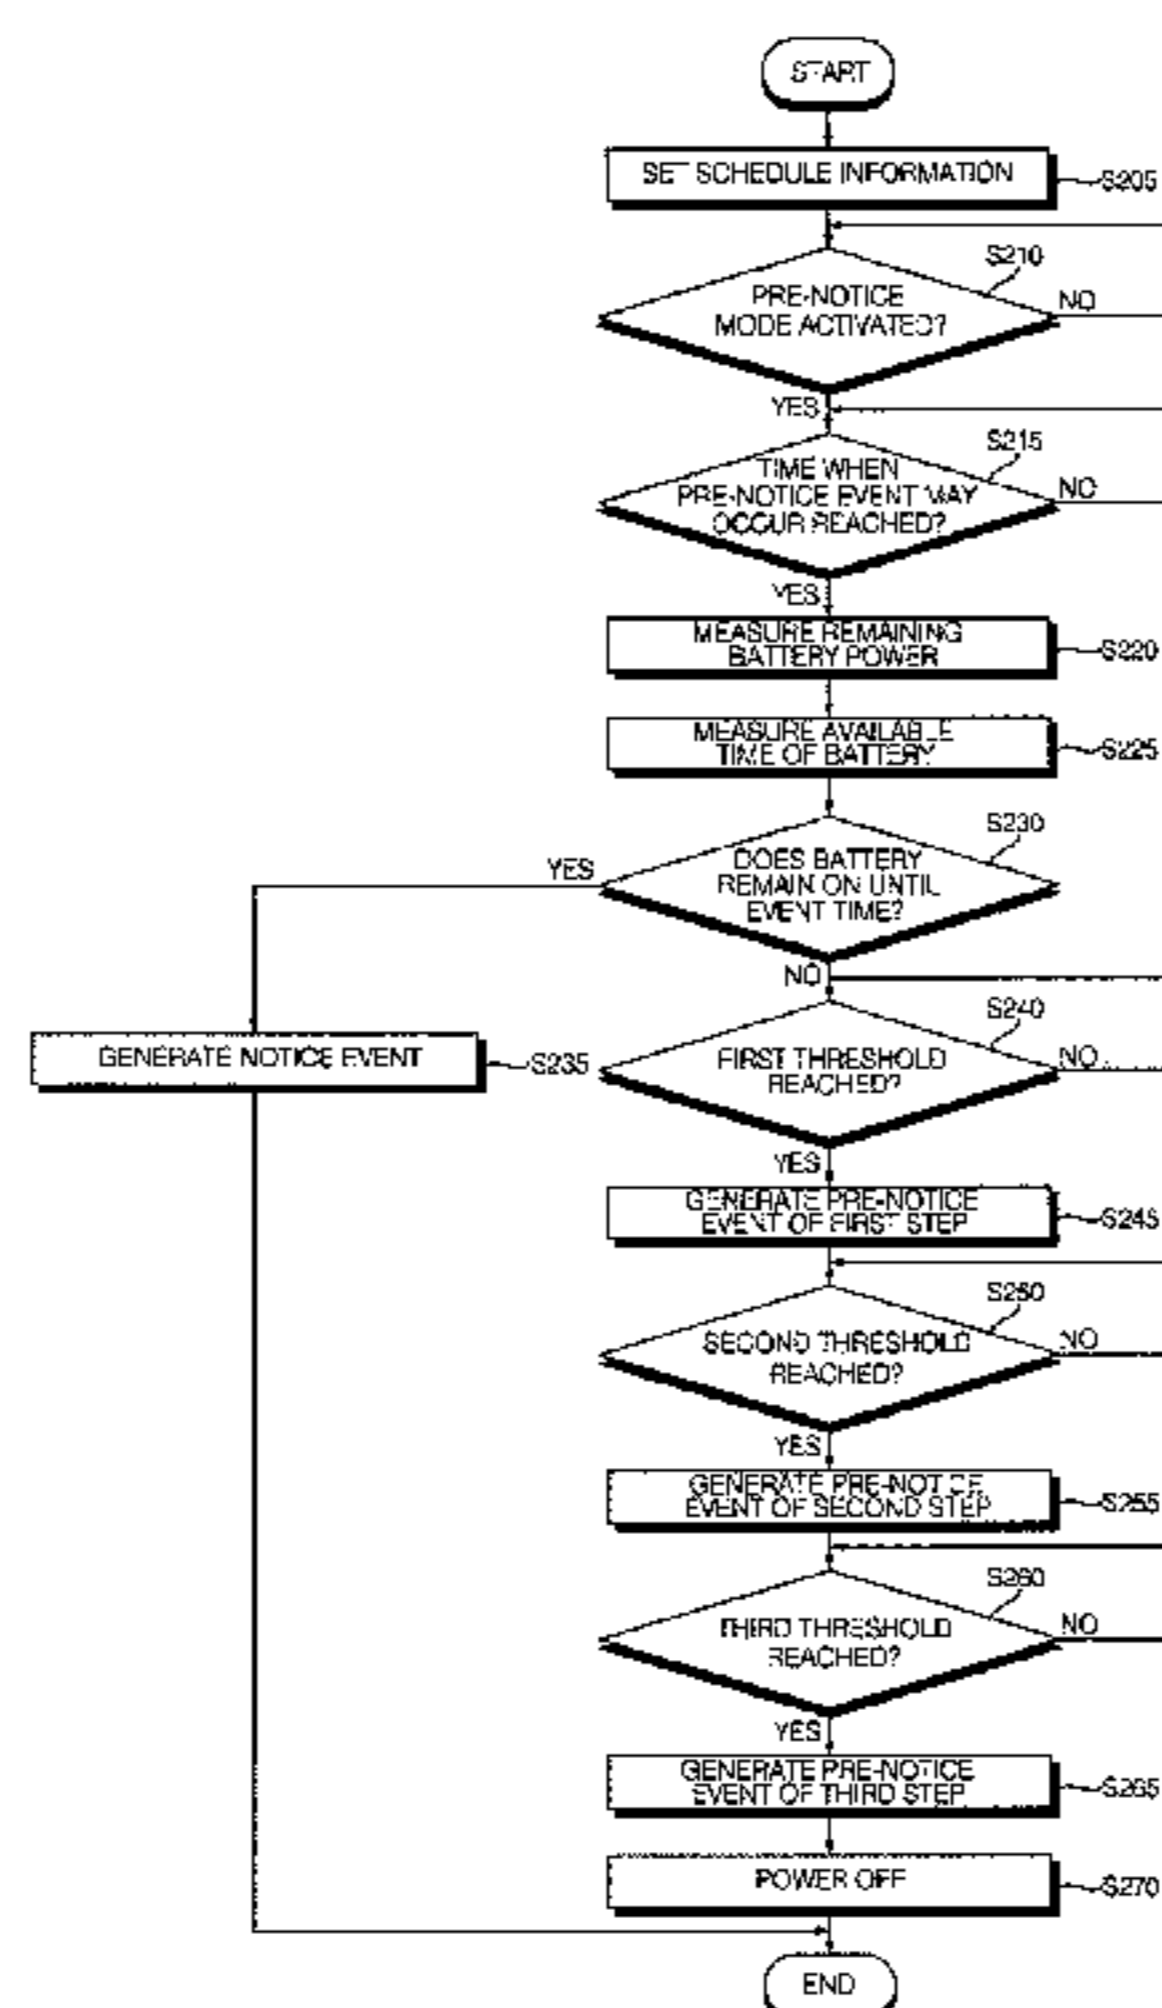 START
SET SCHEDULE INFORMATION
S205
S210
PRE-NOTICE
MODE ACTIVATED?
NO
YES
S215
TIME WHEN
PRE-NOTICE EVENT MAY
OCCUR REACHED?
NO
YES
MEASURE REMAINING
BATTERY POWER
S220
MEASURE AVAILABLE
TIME OF BATTERY
S225
S230
DOES BATTERY
REMAIN ON UNTIL
EVENT TIME?
YES
NO
GENERATE NOTICE EVENT
S235
S240
FIRST THRESHOLD
REACHED?
NO
YES
GENERATE PRE-NOTICE
EVENT OF FIRST STEP
S245
S250
SECOND THRESHOLD
REACHED?
NO
YES
GENERATE PRE-NOTICE
EVENT OF SECOND STEP
S255
S260
THIRD THRESHOLD
REACHED?
NO
YES
GENERATE PRE-NOTICE
EVENT OF THIRD STEP
S265
POWER OFF
S270
END